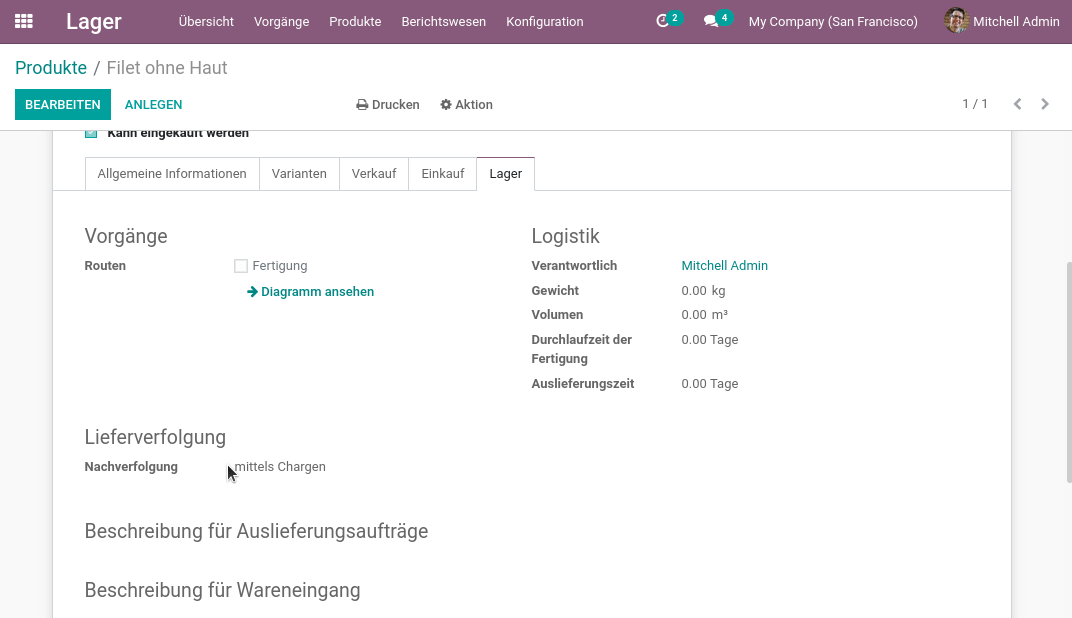 Lager Übersicht Vorgänge Produkte Berichtswesen Konfiguration 2 4 My Company (San Francisco) Mitchell Admin
Produkte / Filet ohne Haut
BEARBEITEN ANLEGEN Drucken Aktion 1 / 1
Kann eingekauft werden
Allgemeine Informationen Varianten Verkauf Einkauf Lager
Vorgänge
Routen Fertigung
Diagramm ansehen
Logistik
Verantwortlich Mitchell Admin
Gewicht 0.00 kg
Volumen 0.00 m³
Durchlaufzeit der 0.00 Tage
Fertigung
Auslieferungszeit 0.00 Tage
Lieferverfolgung
Nachverfolgung mittels Chargen
Beschreibung für Auslieferungsaufträge
Beschreibung für Wareneingang